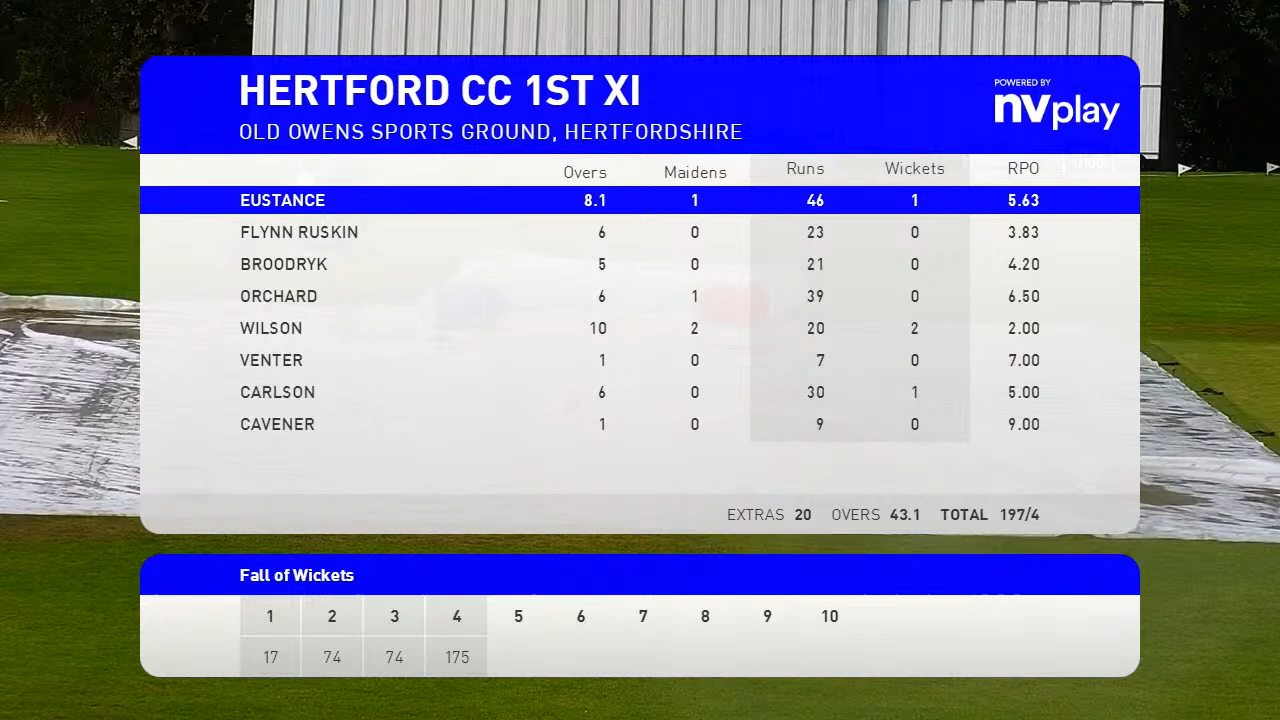 HERTFORD CC 1ST XI
OLD OWENS SPORTS GROUND, HERTFORDSHIRE
POWERED BY
nvplay
Overs Maidens Runs Wickets RPO
EUSTANCE 8.1 1 46 1 5.63
FLYNN RUSKIN 6 0 23 0 3.83
BROODRYK 5 0 21 0 4.20
ORCHARD 6 1 39 0 6.50
WILSON 10 2 20 2 2.00
VENTER 1 0 7 0 7.00
CARLSON 6 0 30 1 5.00
CAVENER 1 0 9 0 9.00
EXTRAS 20 OVERS 43.1 TOTAL 197/4
Fall of Wickets
1 2 3 4 5 6 7 8 9 10
17 74 74 175